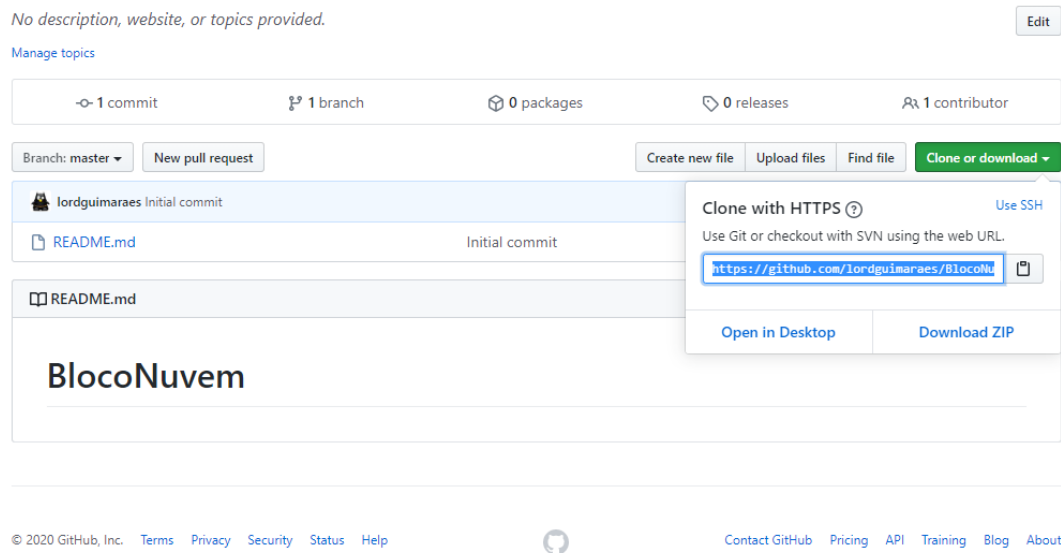 No description, website, or topics provided.
Edit
Manage topics
1 commit 1 branch 0 packages 0 releases 1 contributor
Branch: master New pull request Create new file Upload files Find file Clone or download
lordguimaraes Initial commit
README.md Initial commit
Clone with HTTPS Use SSH
Use Git or checkout with SVN using the web URL.
https://github.com/lordguimaraes/BlocoNu
Open in Desktop Download ZIP
README.md
BlocoNuvem
© 2020 GitHub, Inc. Terms Privacy Security Status Help Contact GitHub Pricing API Training Blog About